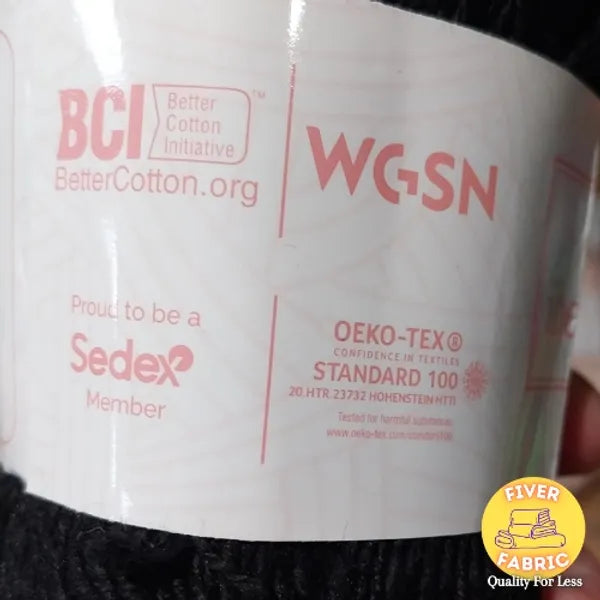 BCI
Better
Cotton
Initiative
™
BetterCotton.org
WGSN
Proud to be a
Sedex
Member
OEKO-TEX®
CONFIDENCE IN TEXTILES
STANDARD 100
20.HTR.23732 HOHENSTEIN HTTI
Tested for harmful substances
www.oeko-tex.com/standard100
FIVER
FABRIC
Quality For Less